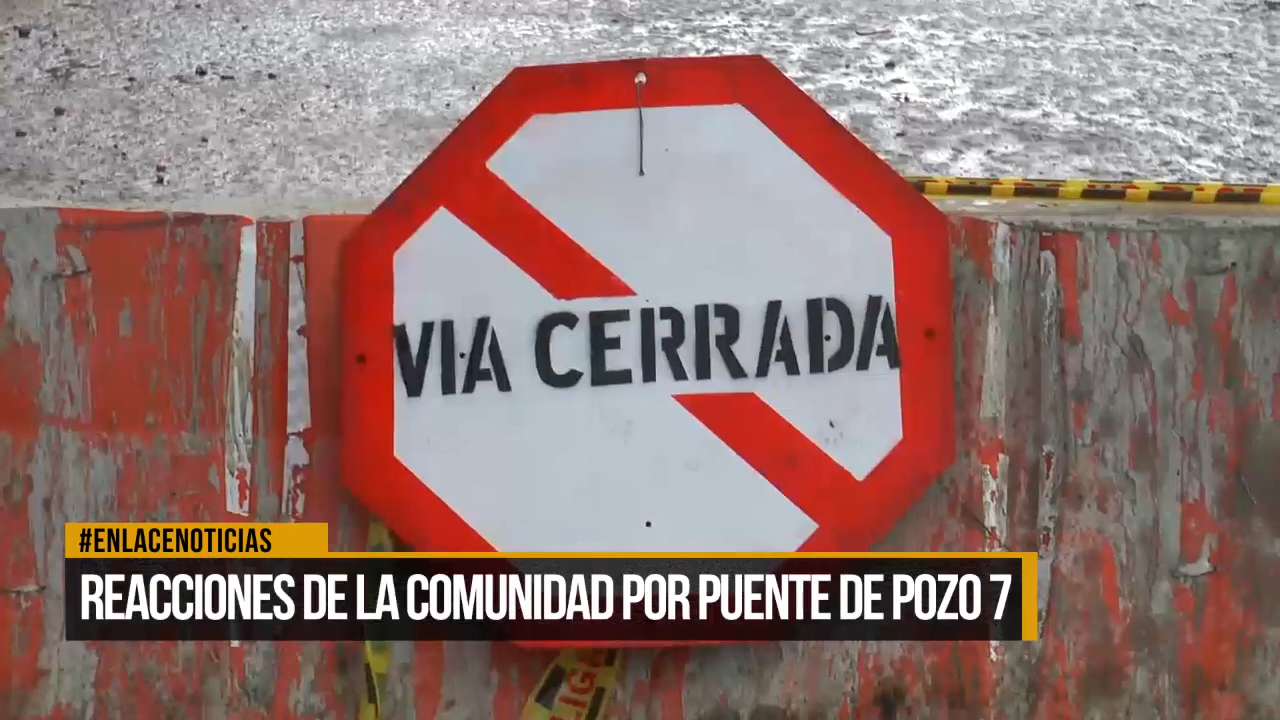 VIA CERRADA
#ENLACENOTICIAS
REACCIONES DE LA COMUNIDAD POR PUENTE DE POZO 7